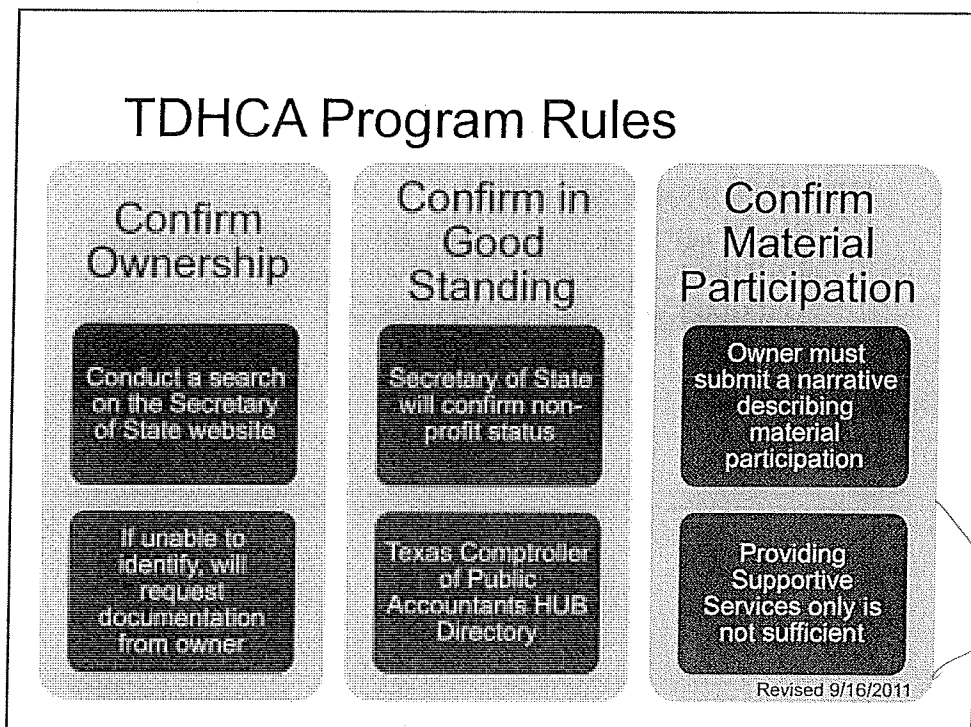 TDHCA Program Rules
Confirm
Ownership
Conduct a search
on the Secretary
of State website
If unable to
identify, will
request
documentation
from owner
Confirm in
Good
Standing
Secretary of State
will confirm non-
profit status
Texas Comptroller
of Public
Accountants HUB
Directory
Confirm
Material
Participation
Owner must
submit a narrative
describing
material
participation
Providing
Supportive
Services only is
not sufficient
Revised 9/16/2011